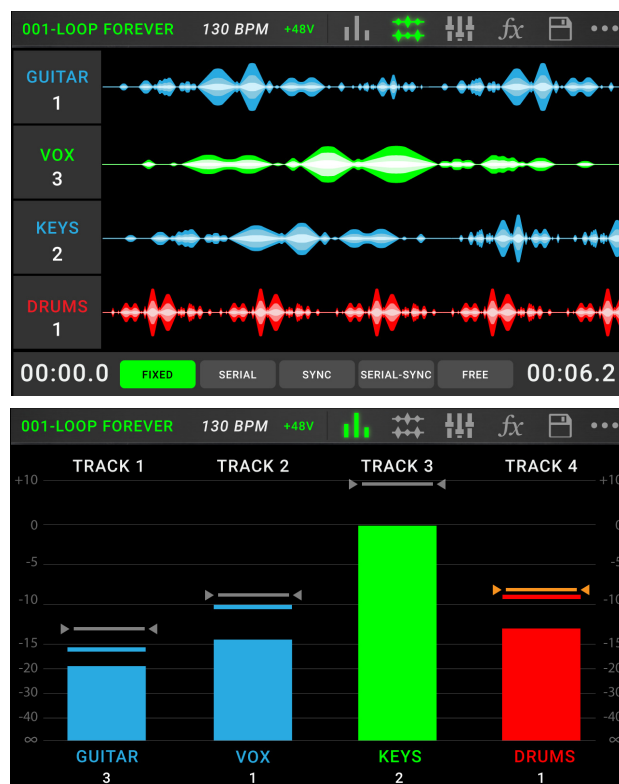 001-LOOP FOREVER 130 BPM +48V fx
GUITAR
1
VOX
3
KEYS
2
DRUMS
1
00:00.0 FIXED SERIAL SYNC SERIAL-SYNC FREE 00:06.2
001-LOOP FOREVER 130 BPM +48V fx
TRACK 1 TRACK 2 TRACK 3 TRACK 4
+10 +10
0 0
-5 -5
-10 -10
-15 -15
-20 -20
-30 -30
-40 -40
∞ ∞
GUITAR VOX KEYS DRUMS
3 1 2 1